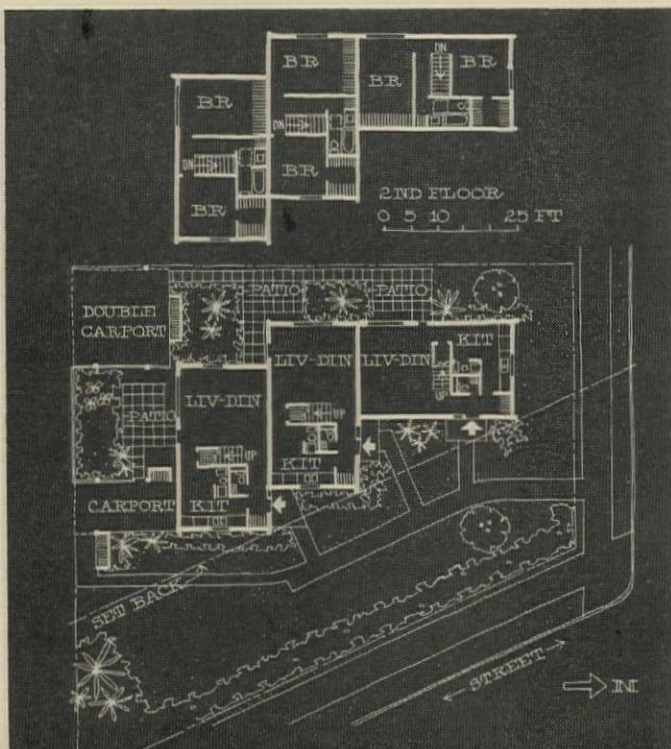 DN
BR
BR
BR
BR
BR
DN
DN
BR
BR
2ND FLOOR
0 5 10 25 FT
DOUBLE
CARPORT
PATIO
PATIO
KIT
LIV-DIN
LIV-DIN
LIV-DIN
PATIO
UP
UP
UP
KIT
CARPORT
KIT
SET BACK
STREET
N